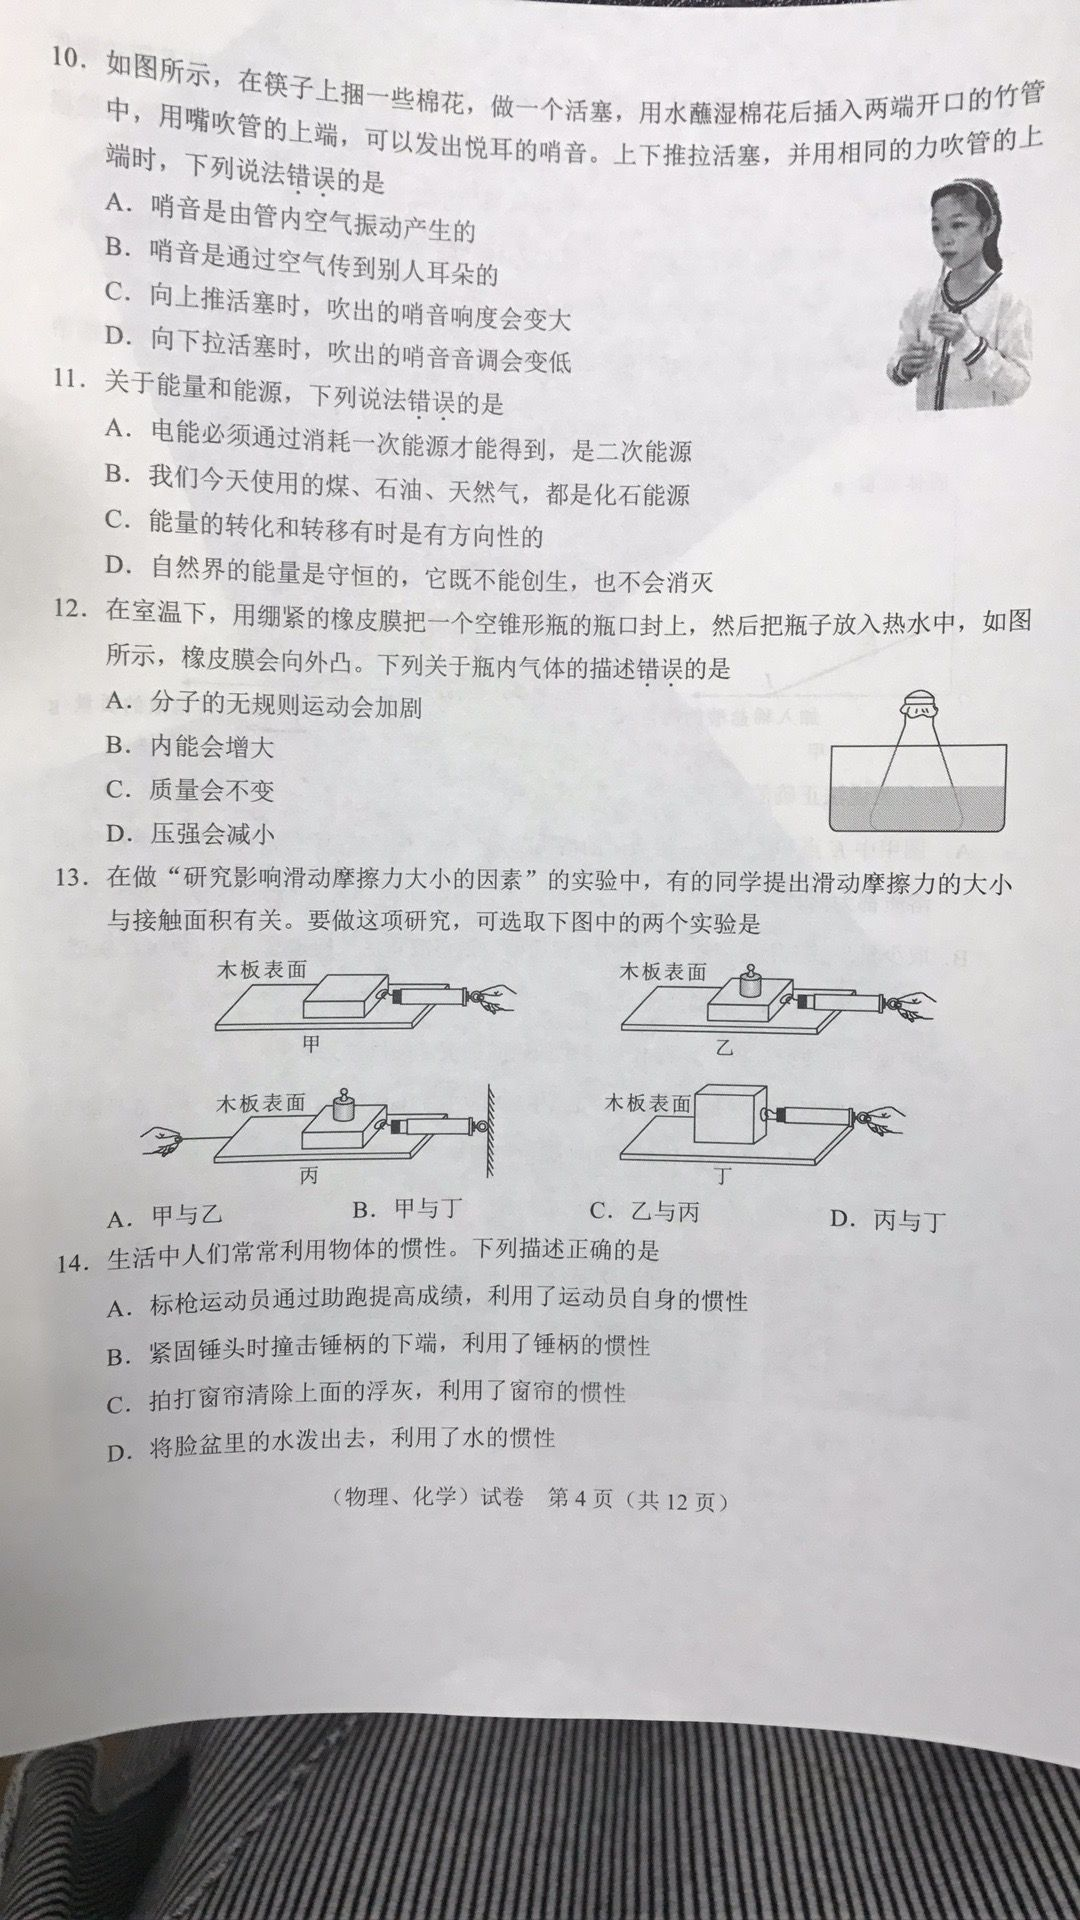 10. 如图所示，在筷子上捆一些棉花，做一个活塞，用水蘸湿棉花后插入两端开口的竹管
中，用嘴吹管的上端，可以发出悦耳的哨音。上下推拉活塞，并用相同的力吹管的上
端时，下列说法错误的是
A. 哨音是由管内空气振动产生的
B. 哨音是通过空气传到别人耳朵的
C. 向上推活塞时，吹出的哨音响度会变大
D. 向下拉活塞时，吹出的哨音音调会变低
11. 关于能量和能源，下列说法错误的是
A. 电能必须通过消耗一次能源才能得到，是二次能源
B. 我们今天使用的煤、石油、天然气，都是化石能源
C. 能量的转化和转移有时是有方向性的
D. 自然界的能量是守恒的，它既不能创生，也不会消灭
12. 在室温下，用绷紧的橡皮膜把一个空锥形瓶的瓶口封上，然后把瓶子放入热水中，如图
所示，橡皮膜会向外凸。下列关于瓶内气体的描述错误的是
A. 分子的无规则运动会加剧
B. 内能会增大
C. 质量会不变
D. 压强会减小
13. 在做“研究影响滑动摩擦力大小的因素”的实验中，有的同学提出滑动摩擦力的大小
与接触面积有关。要做这项研究，可选取下图中的两个实验是
木板表面 木板表面
甲 乙
木板表面 木板表面
丙 丁
A. 甲与乙 B. 甲与丁 C. 乙与丙 D. 丙与丁
14. 生活中人们常常利用物体的惯性。下列描述正确的是
A. 标枪运动员通过助跑提高成绩，利用了运动员自身的惯性
B. 紧固锤头时撞击锤柄的下端，利用了锤柄的惯性
C. 拍打窗帘清除上面的浮灰，利用了窗帘的惯性
D. 将脸盆里的水泼出去，利用了水的惯性
（物理、化学）试卷 第 4 页（共 12 页）